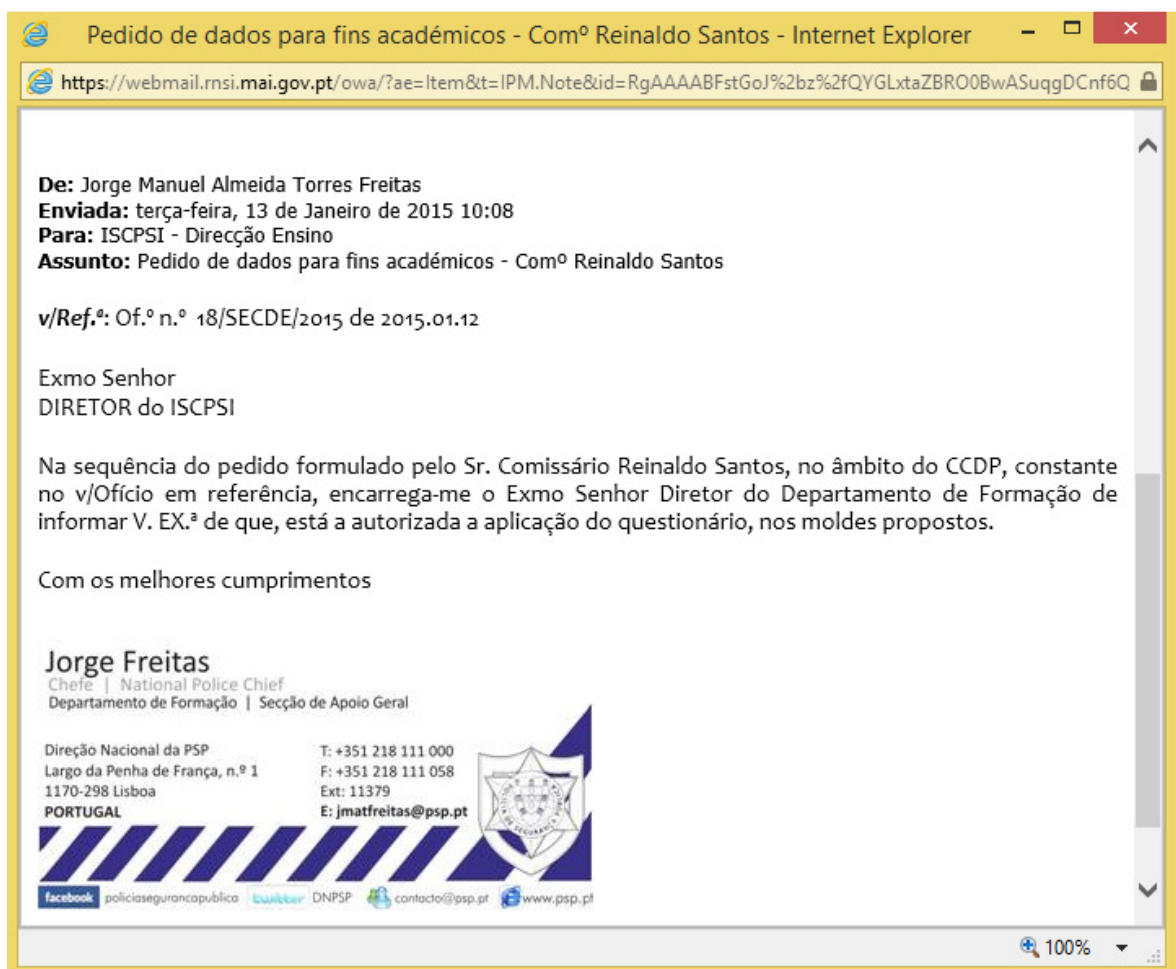 Pedido de dados para fins académicos - Comº Reinaldo Santos - Internet Explorer
https://webmail.rnsi.mai.gov.pt/owa/?ae=Item&t=IPM.Note&id=RgAAAABFstGoJ%2bz%2fQYGLxtaZBRO0BwASuqgDCnf6Q
De: Jorge Manuel Almeida Torres Freitas
Enviada: terça-feira, 13 de Janeiro de 2015 10:08
Para: ISCPSI - Direcção Ensino
Assunto: Pedido de dados para fins académicos - Comº Reinaldo Santos
v/Ref.ª: Of.º n.º 18/SECDE/2015 de 2015.01.12
Exmo Senhor
DIRETOR do ISCPSI
Na sequência do pedido formulado pelo Sr. Comissário Reinaldo Santos, no âmbito do CCDP, constante
no v/Ofício em referência, encarrega-me o Exmo Senhor Diretor do Departamento de Formação de
informar V. EX.ª de que, está a autorizada a aplicação do questionário, nos moldes propostos.
Com os melhores cumprimentos
Jorge Freitas
Chefe | National Police Chief
Departamento de Formação | Secção de Apoio Geral
Direção Nacional da PSP
Largo da Penha de França, n.º 1
1170-298 Lisboa
PORTUGAL
T: +351 218 111 000
F: +351 218 111 058
Ext: 11379
E: jmatfreitas@psp.pt
facebook policiasegurancapublica twitter DNPSP contacto@psp.pt www.psp.pt
100%